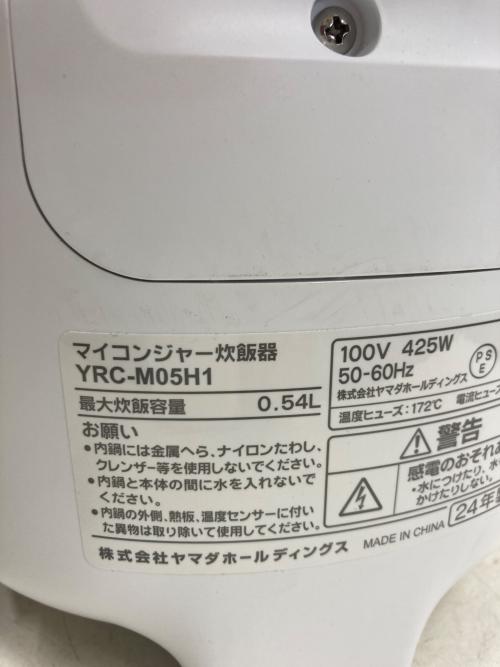 マイコンジャー炊飯器
YRC-M05H1
最大炊飯容量 0.54L
お願い
•内鍋には金属へら、ナイロンたわし、
クレンザー等を使用しないでください。
•内鍋と本体の間に水を入れないで
ください。
•内鍋の外側、熱板、温度センサーに付い
た異物は取り除いて使用してください。
株式会社ヤマダホールディングス
100V 425W
50-60Hz
PS
E
株式会社ヤマダホールディングス
温度ヒューズ:172℃ 電流ヒューズ
警告
感電のおそれあ
•水につけたり、水
かけたりしない。
MADE IN CHINA
24年